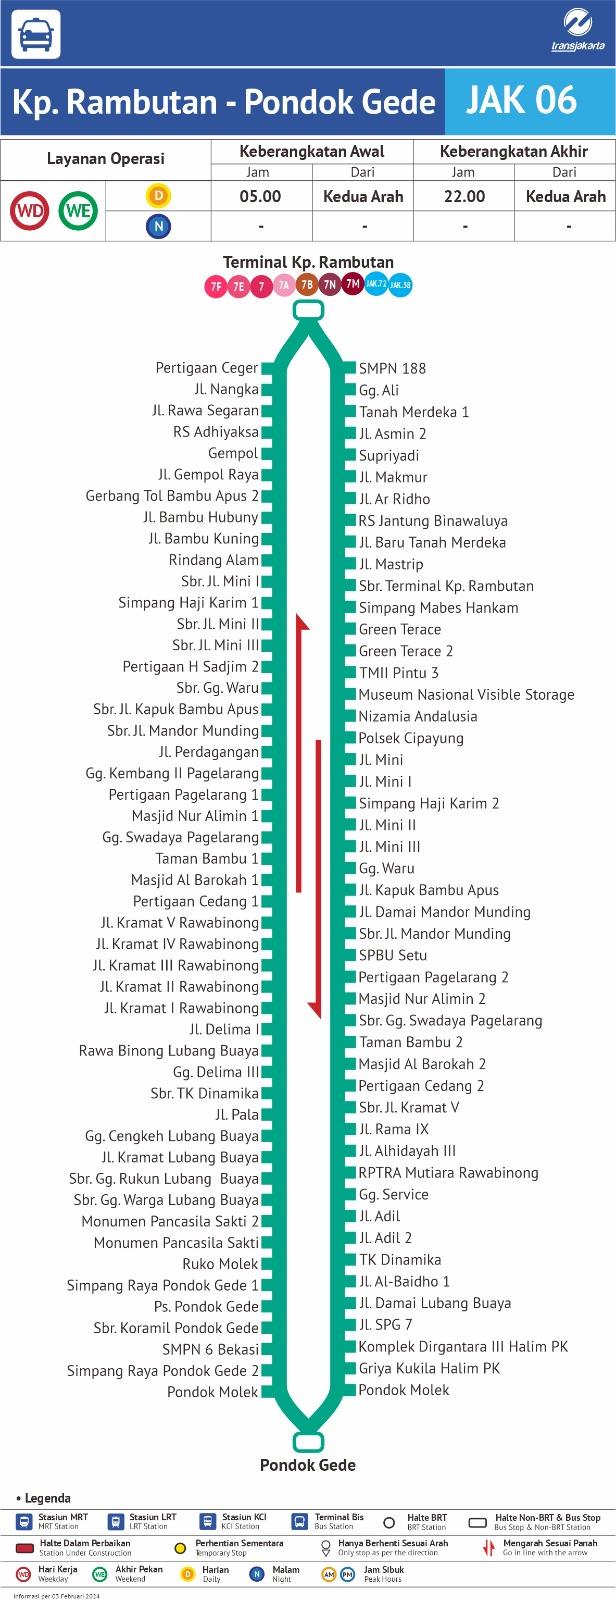 transjakarta
Kp. Rambutan - Pondok Gede
JAK 06
Layanan Operasi
Keberangkatan Awal
Keberangkatan Akhir
Jam
Dari
Jam
Dari
WD
WE
D
05.00
Kedua Arah
22.00
Kedua Arah
N
-
-
-
-
Terminal Kp. Rambutan
7F
7E
7
7A
7B
7N
7M
JAK.72
JAK.38
Pertigaan Ceger
Jl. Nangka
Jl. Rawa Segaran
RS Adhiyaksa
Gempol
Jl. Gempol Raya
Gerbang Tol Bambu Apus 2
Jl. Bambu Hubuny
Jl. Bambu Kuning
Rindang Alam
Sbr. Jl. Mini I
Simpang Haji Karim 1
Sbr. Jl. Mini II
Sbr. Jl. Mini III
Pertigaan H Sadjim 2
Sbr. Gg. Waru
Sbr. Jl. Kapuk Bambu Apus
Sbr. Jl. Mandor Munding
Jl. Perdagangan
Gg. Kembang II Pagelarang
Pertigaan Pagelarang 1
Masjid Nur Alimin 1
Gg. Swadaya Pagelarang
Taman Bambu 1
Masjid Al Barokah 1
Pertigaan Cedang 1
Jl. Kramat V Rawabinong
Jl. Kramat IV Rawabinong
Jl. Kramat III Rawabinong
Jl. Kramat II Rawabinong
Jl. Kramat I Rawabinong
Jl. Delima I
Rawa Binong Lubang Buaya
Gg. Delima III
Sbr. TK Dinamika
Jl. Pala
Gg. Cengkeh Lubang Buaya
Jl. Kramat Lubang Buaya
Sbr. Gg. Rukun Lubang Buaya
Sbr. Gg. Warga Lubang Buaya
Monumen Pancasila Sakti 2
Monumen Pancasila Sakti
Ruko Molek
Simpang Raya Pondok Gede 1
Ps. Pondok Gede
Sbr. Koramil Pondok Gede
SMPN 6 Bekasi
Simpang Raya Pondok Gede 2
Pondok Molek
SMPN 188
Gg. Ali
Tanah Merdeka 1
Jl. Asmin 2
Supriyadi
Jl. Makmur
Jl. Ar Ridho
RS Jantung Binawaluya
Jl. Baru Tanah Merdeka
Jl. Mastrip
Sbr. Terminal Kp. Rambutan
Simpang Mabes Hankam
Green Terace
Green Terace 2
TMII Pintu 3
Museum Nasional Visible Storage
Nizamia Andalusia
Polsek Cipayung
Jl. Mini
Jl. Mini I
Simpang Haji Karim 2
Jl. Mini II
Jl. Mini III
Gg. Waru
Jl. Kapuk Bambu Apus
Jl. Damai Mandor Munding
Sbr. Jl. Mandor Munding
SPBU Setu
Pertigaan Pagelarang 2
Masjid Nur Alimin 2
Sbr. Gg. Swadaya Pagelarang
Taman Bambu 2
Masjid Al Barokah 2
Pertigaan Cedang 2
Sbr. Jl. Kramat V
Jl. Rama IX
Jl. Alhidayah III
RPTRA Mutiara Rawabinong
Gg. Service
Jl. Adil
Jl. Adil 2
TK Dinamika
Jl. Al-Baidho 1
Jl. Damai Lubang Buaya
Jl. SPG 7
Komplek Dirgantara III Halim PK
Griya Kukila Halim PK
Pondok Molek
Pondok Gede
• Legenda
Stasiun MRT
MRT Station
Stasiun LRT
LRT Station
Stasiun KCI
KCI Station
Terminal Bis
Bus Station
Halte BRT
BRT Station
Halte Non-BRT & Bus Stop
Bus Stop & Non-BRT Station
Halte Dalam Perbaikan
Station Under Construction
Perhentian Sementara
Temporary Stop
Hanya Berhenti Sesuai Arah
Only stop as per the direction
Mengarah Sesuai Panah
Go in line with the arrow
WD
Hari Kerja
Weekday
WE
Akhir Pekan
Weekend
D
Harian
Daily
N
Malam
Night
AM
PM
Jam Sibuk
Peak Hours
Informasi per 03 Februari 2024